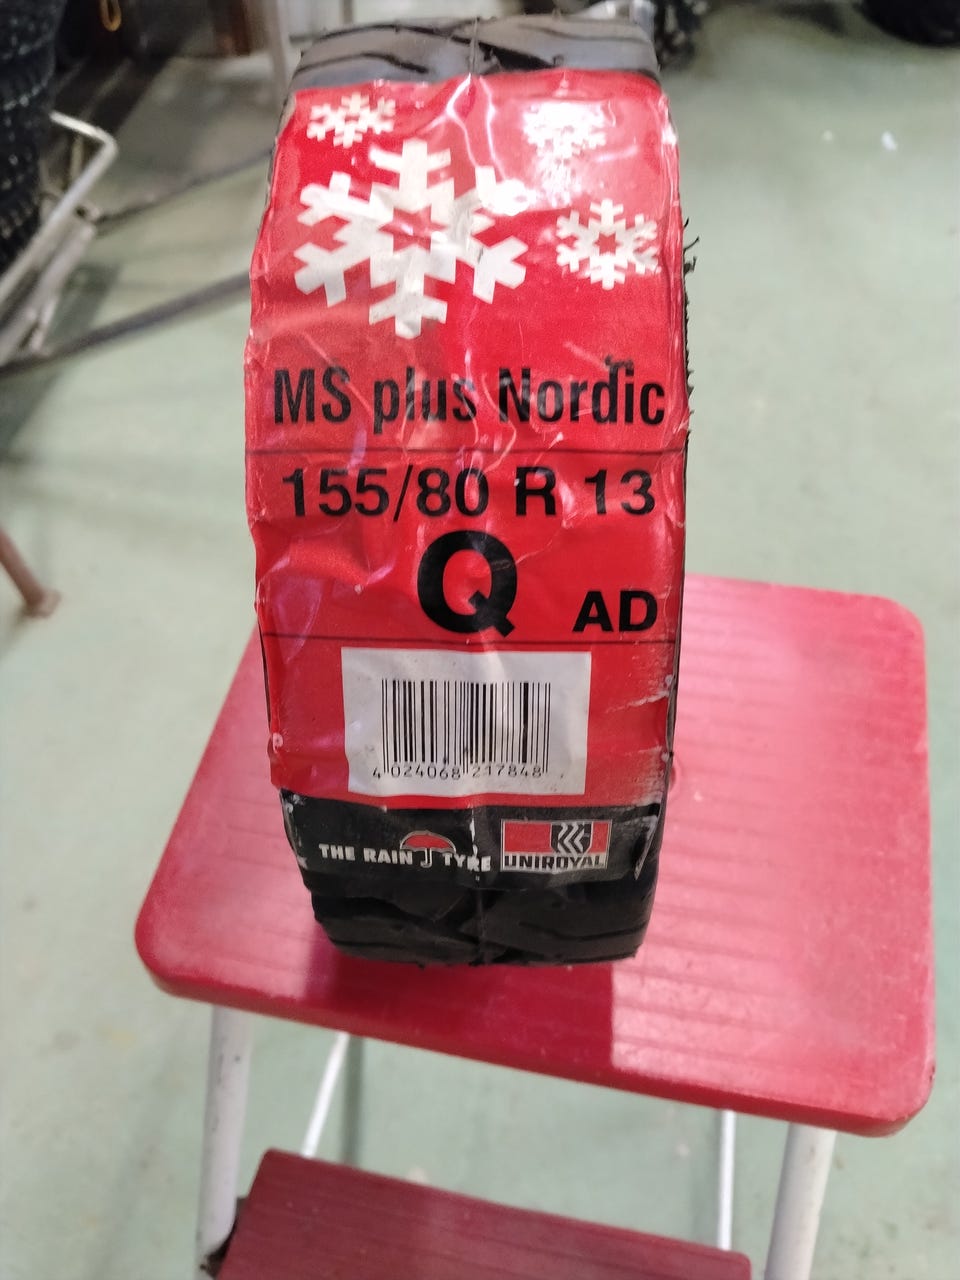 MS plus Nordic
155/80 R 13
Q AD
4 024068 217848
THE RAIN TYRE UNIROYAL